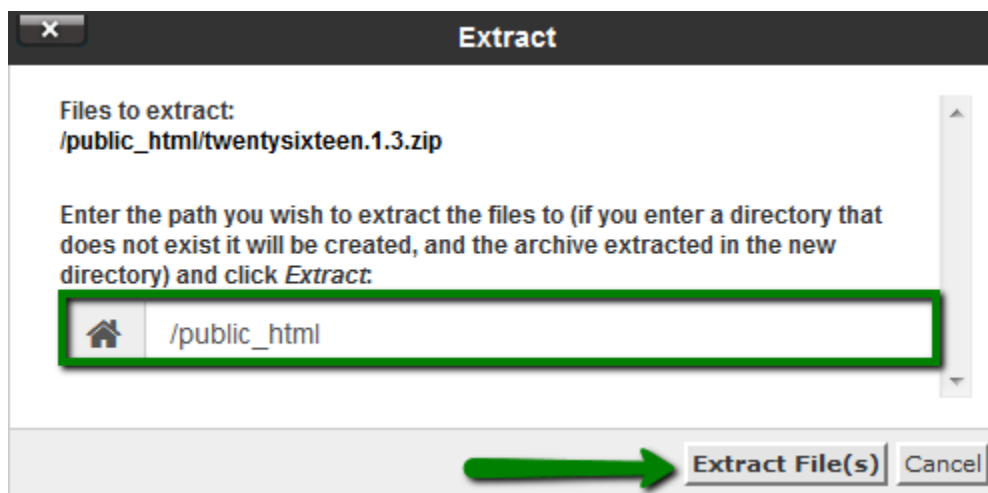 Extract
Files to extract:
/public_html/twentysixteen.1.3.zip
Enter the path you wish to extract the files to (if you enter a directory that
does not exist it will be created, and the archive extracted in the new
directory) and click Extract:
/public_html
Extract File(s) Cancel